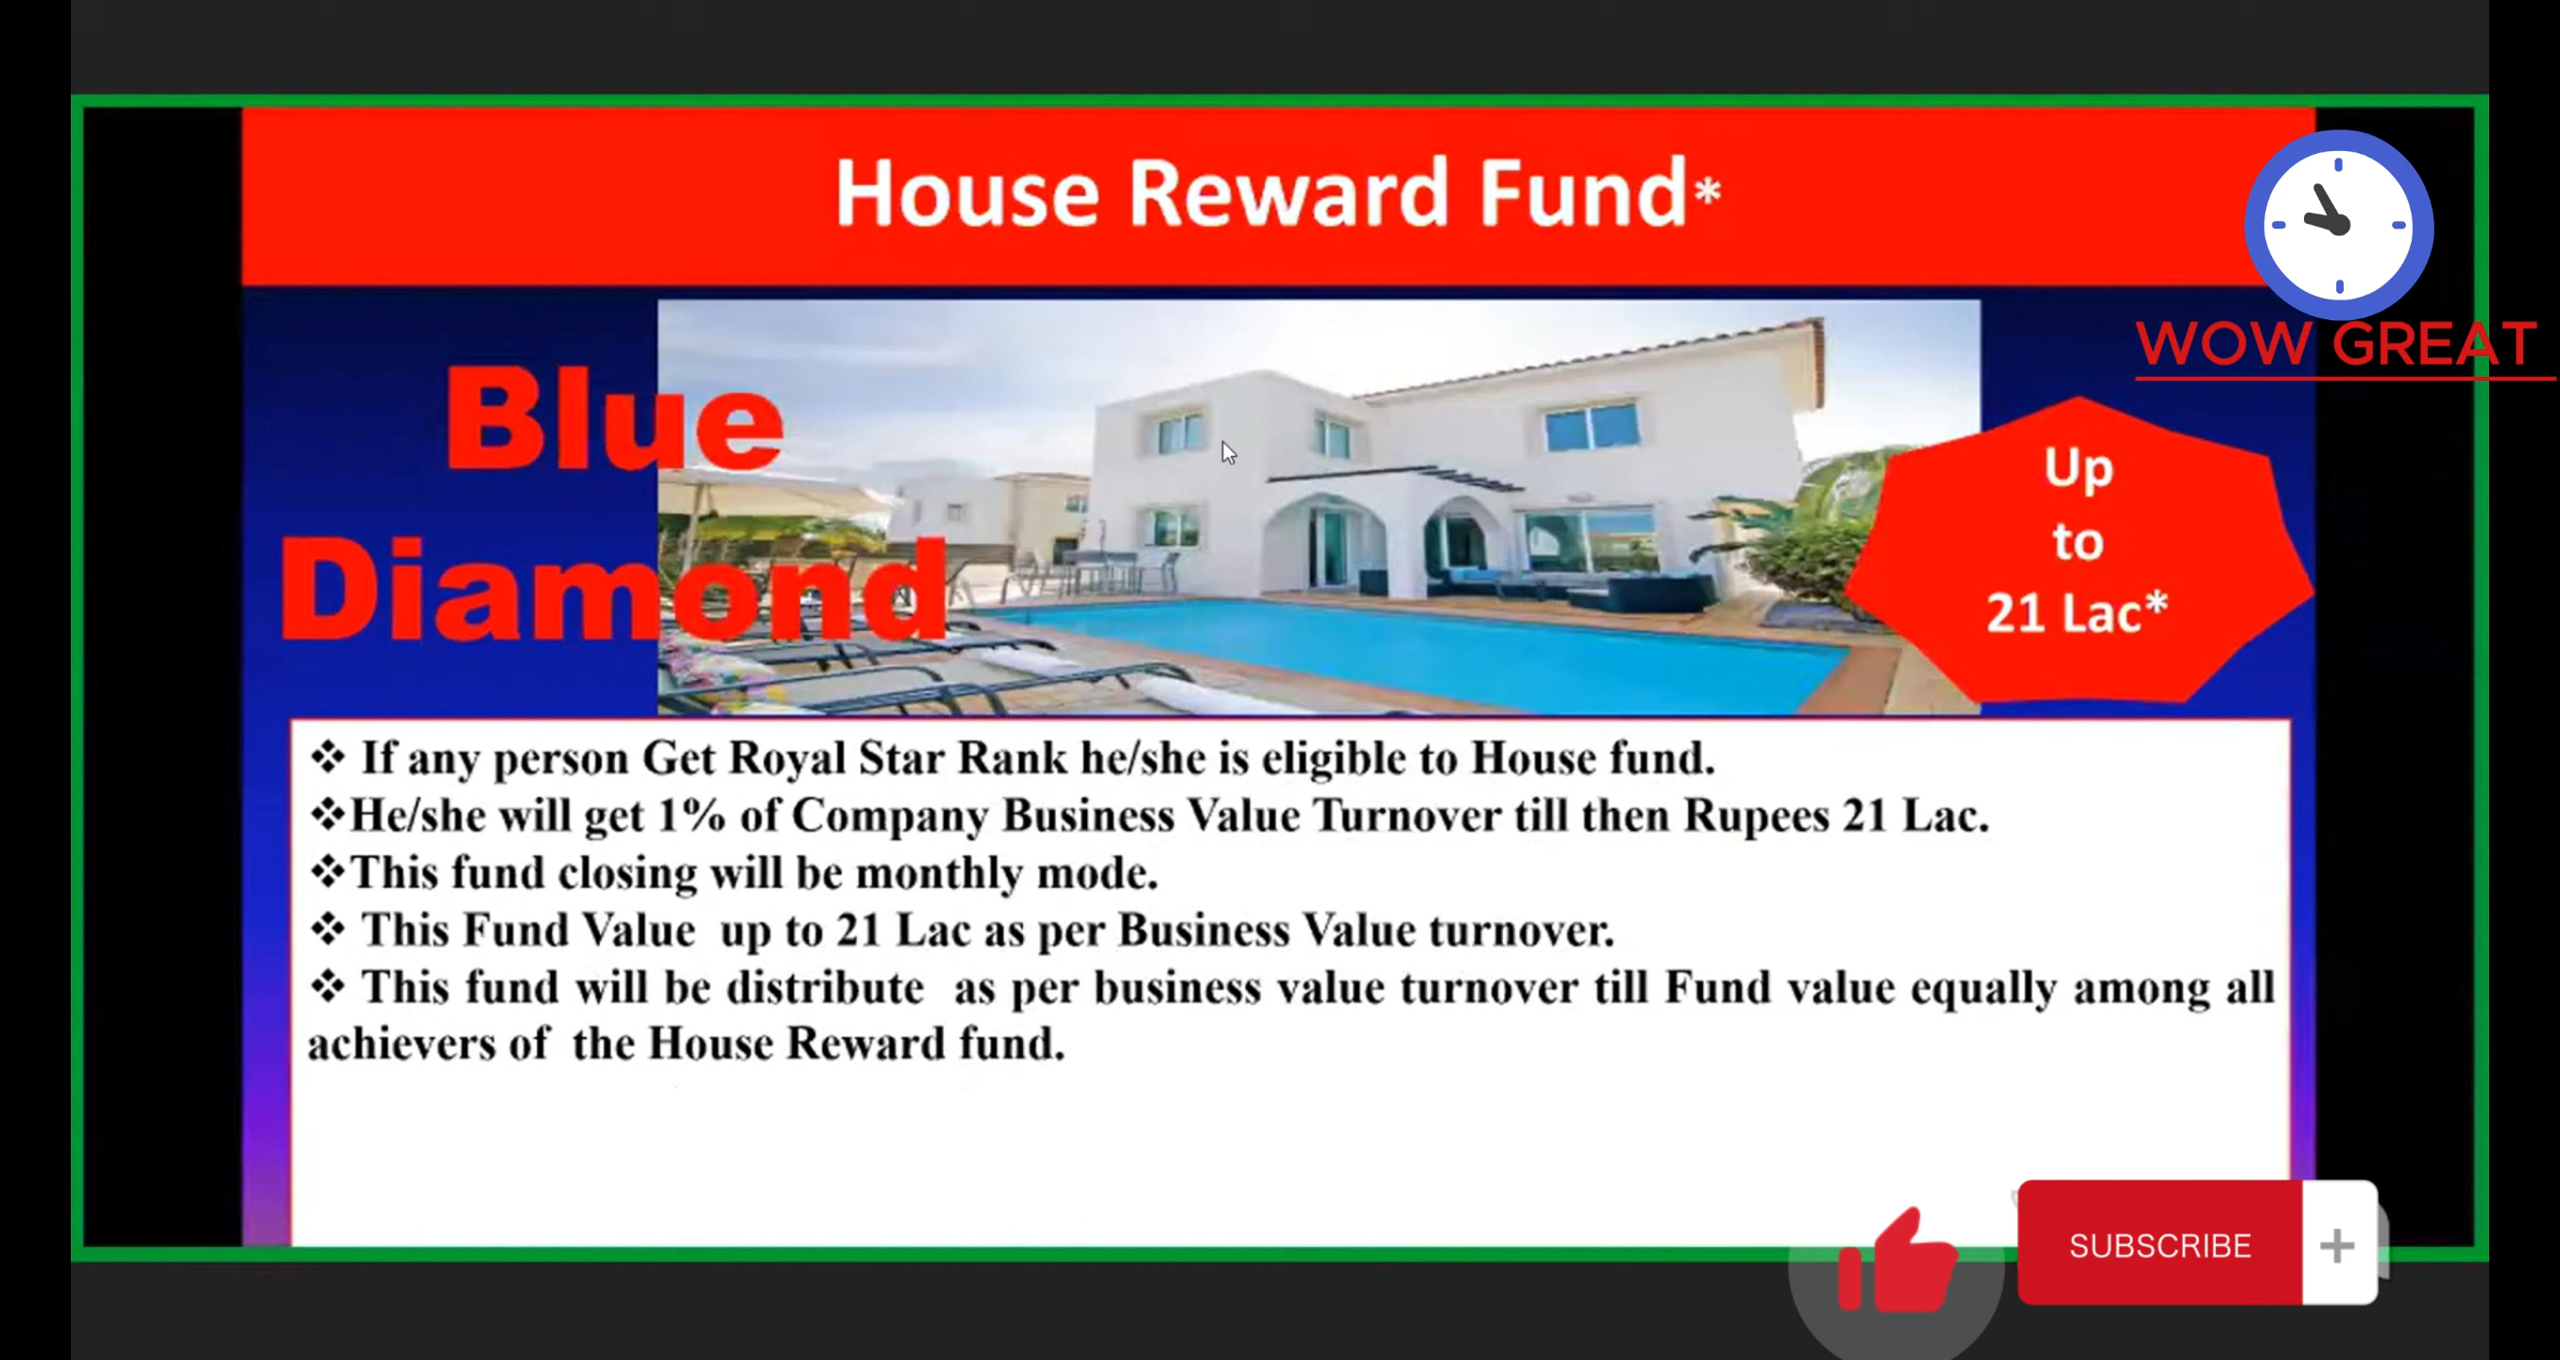 House Reward Fund*
WOW GREAT
Blue
Diamond
Up
to
21 Lac*
❖ If any person Get Royal Star Rank he/she is eligible to House fund.
❖He/she will get 1% of Company Business Value Turnover till then Rupees 21 Lac.
❖This fund closing will be monthly mode.
❖ This Fund Value up to 21 Lac as per Business Value turnover.
❖ This fund will be distribute as per business value turnover till Fund value equally among all
achievers of the House Reward fund.
SUBSCRIBE +